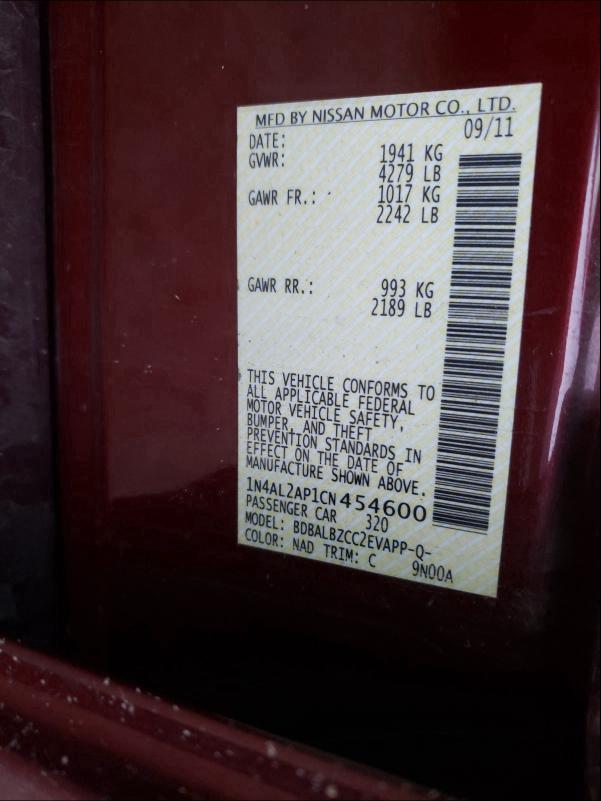 MFD BY NISSAN MOTOR CO., LTD.
DATE: 09/11
GVWR: 1941 KG
4279 LB
GAWR FR.: 1017 KG
2242 LB
GAWR RR.: 993 KG
2189 LB
THIS VEHICLE CONFORMS TO
ALL APPLICABLE FEDERAL
MOTOR VEHICLE SAFETY,
BUMPER, AND THEFT
PREVENTION STANDARDS IN
EFFECT ON THE DATE OF
MANUFACTURE SHOWN ABOVE.
1N4AL2AP1CN454600
PASSENGER CAR 320
MODEL: BDBALBZCC2EVAPP-Q-
COLOR: NAD TRIM: C 9N00A